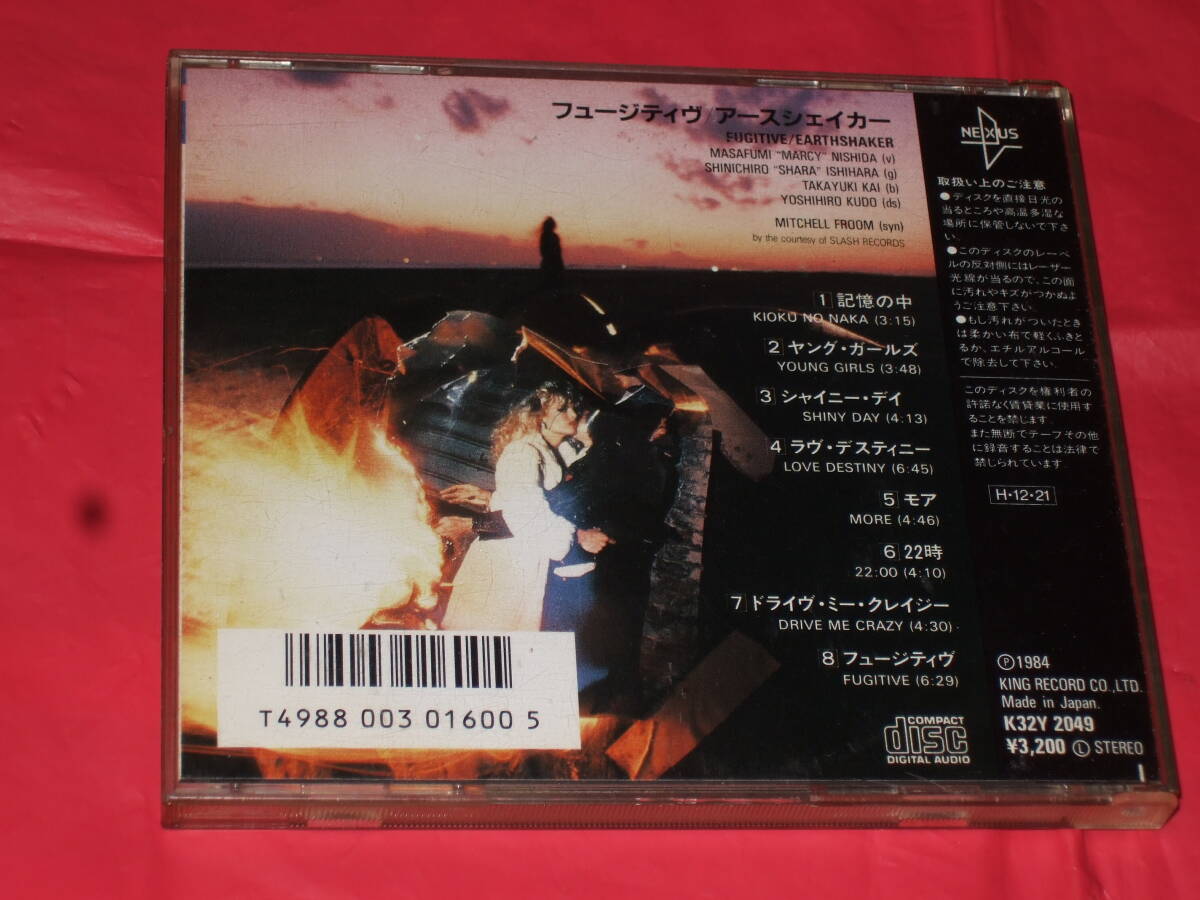 フュージティヴ/アースシェイカー
FUGITIVE/EARTHSHAKER
MASAFUMI "MARCY" NISHIDA (v)
SHINICHIRO "SHARA" ISHIHARA (g)
TAKAYUKI KAI (b)
YOSHIHIRO KUDO (ds)
MITCHELL FROOM (syn)
by the courtesy of SLASH RECORDS
1 記憶の中
KIOKU NO NAKA (3:15)
2 ヤング・ガールズ
YOUNG GIRLS (3:48)
3 シャイニー・デイ
SHINY DAY (4:13)
4 ラヴ・デスティニー
LOVE DESTINY (6:45)
5 モア
MORE (4:46)
6 22時
22:00 (4:10)
7 ドライヴ・ミー・クレイジー
DRIVE ME CRAZY (4:30)
8 フュージティヴ
FUGITIVE (6:29)
COMPACT
disc
DIGITAL AUDIO
T4988 003 01600 5
NEXUS
取扱い上のご注意
●ディスクを直接日光の
当るところや高温多湿な
場所に保管しないで下さ
い.
●このディスクのレーベ
ルの反対側にはレーザー
光線が当るので、この面
に汚れやキズがつかぬよ
うご注意下さい.
●もし汚れがついたとき
は柔かい布で軽くふきと
るか、エチルアルコール
で除去して下さい.
このディスクを権利者の
許諾なく賃貸業に使用す
ることを禁じます.
また無断でテープその他
に録音することは法律で
禁じられています.
H・12・21
Ⓟ1984
KING RECORD CO.,LTD.
Made in Japan.
K32Y 2049
¥3,200 Ⓛ STEREO